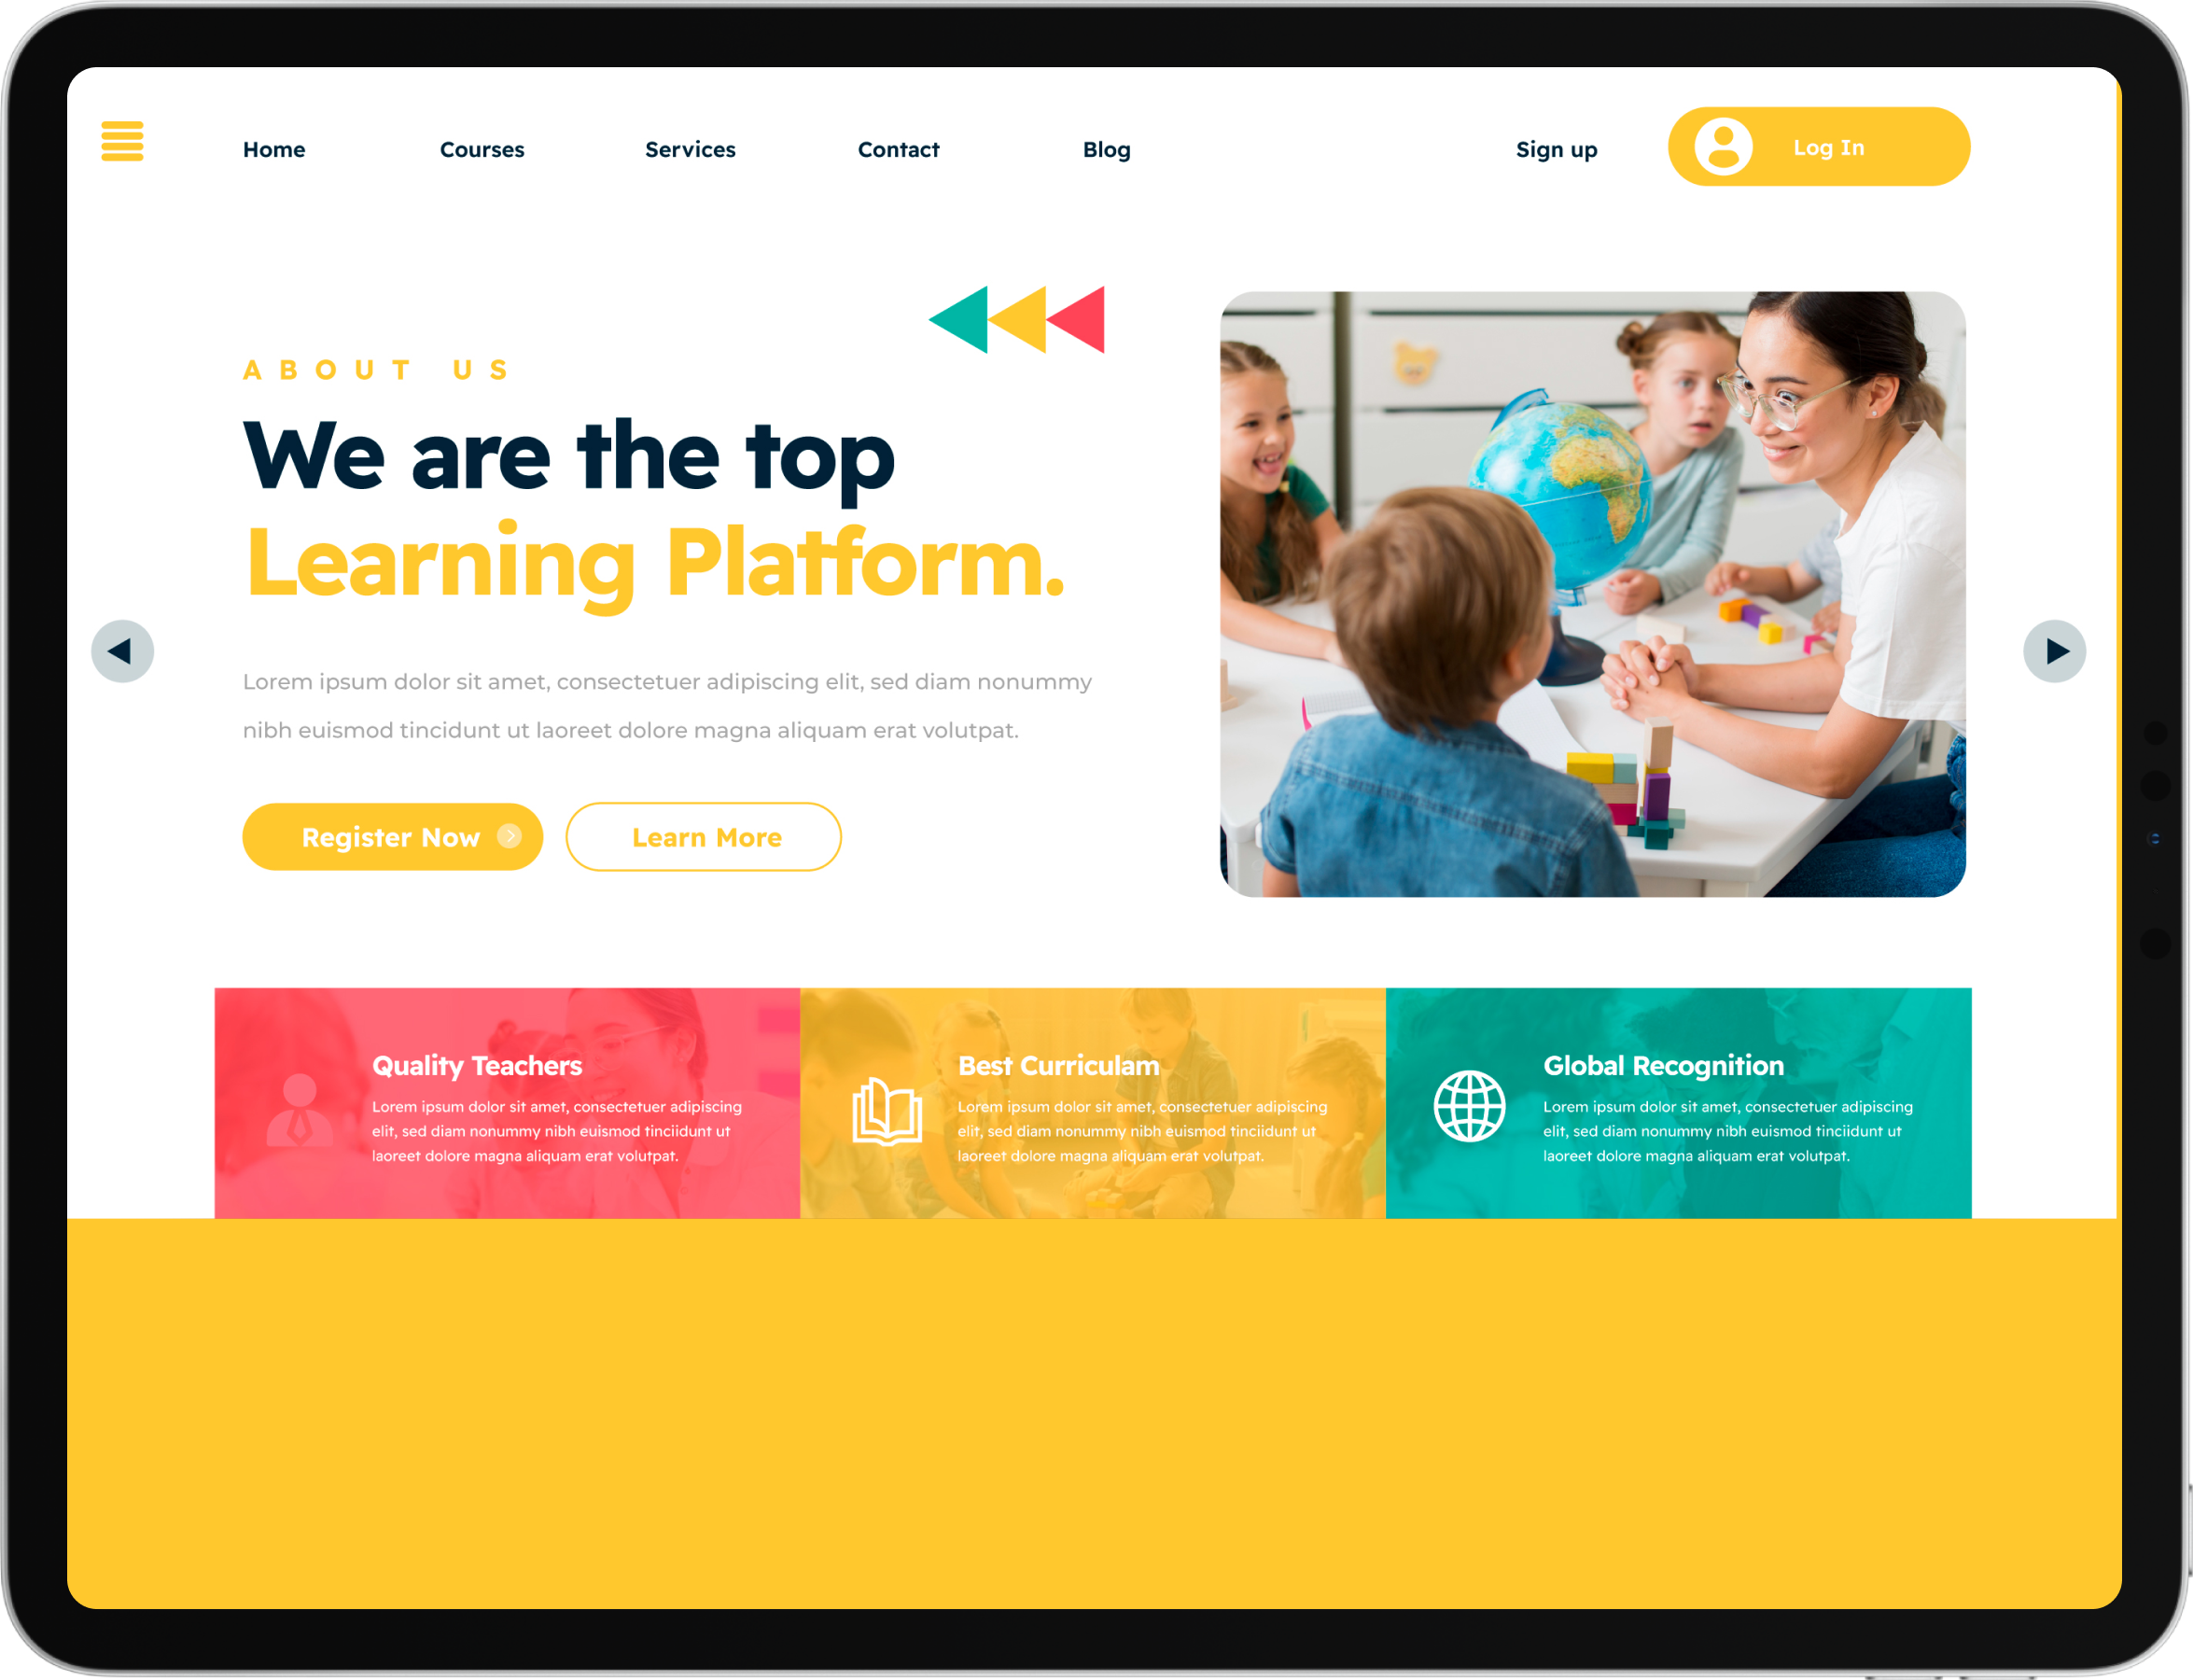 Home Courses Services Contact Blog Sign up Log In
ABOUT US
We are the top
Learning Platform.
Lorem ipsum dolor sit amet, consectetuer adipiscing elit, sed diam nonummy
nibh euismod tincidunt ut laoreet dolore magna aliquam erat volutpat.
Register Now Learn More
Quality Teachers
Lorem ipsum dolor sit amet, consectetuer adipiscing
elit, sed diam nonummy nibh euismod tinciidunt ut
laoreet dolore magna aliquam erat volutpat.
Best Curriculam
Lorem ipsum dolor sit amet, consectetuer adipiscing
elit, sed diam nonummy nibh euismod tinciidunt ut
laoreet dolore magna aliquam erat volutpat.
Global Recognition
Lorem ipsum dolor sit amet, consectetuer adipiscing
elit, sed diam nonummy nibh euismod tinciidunt ut
laoreet dolore magna aliquam erat volutpat.